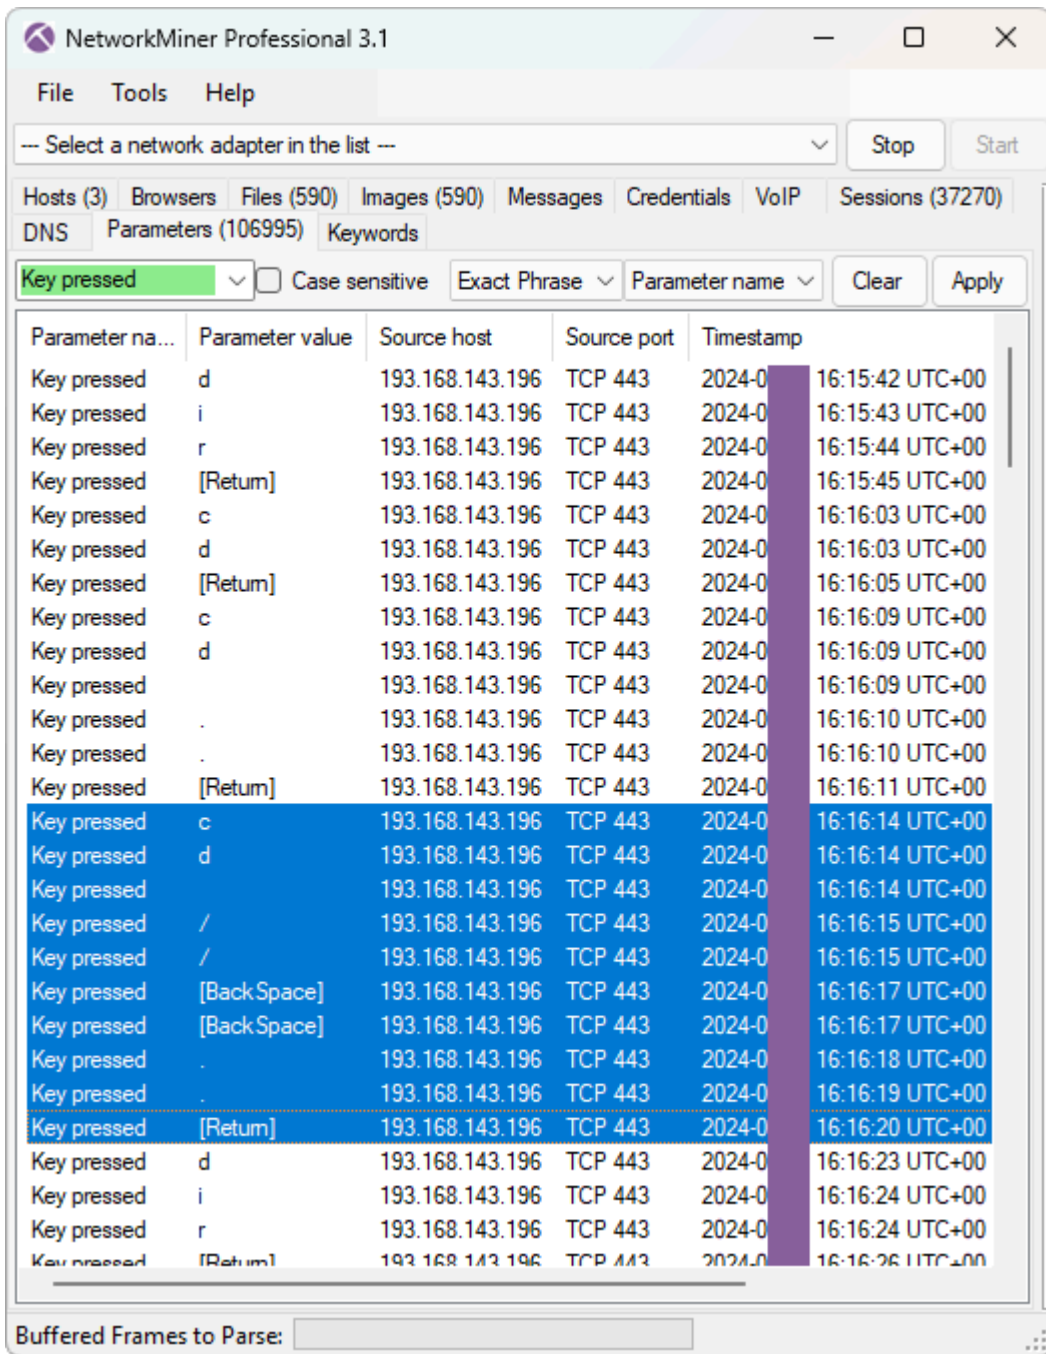 NetworkMiner Professional 3.1
File Tools Help
--- Select a network adapter in the list ---
Stop Start
Hosts (3) Browsers Files (590) Images (590) Messages Credentials VoIP Sessions (37270)
DNS Parameters (106995) Keywords
Key pressed Case sensitive Exact Phrase Parameter name Clear Apply
Parameter na... Parameter value Source host Source port Timestamp
Key pressed d 193.168.143.196 TCP 443 2024-0 16:15:42 UTC+00
Key pressed i 193.168.143.196 TCP 443 2024-0 16:15:43 UTC+00
Key pressed r 193.168.143.196 TCP 443 2024-0 16:15:44 UTC+00
Key pressed [Return] 193.168.143.196 TCP 443 2024-0 16:15:45 UTC+00
Key pressed c 193.168.143.196 TCP 443 2024-0 16:16:03 UTC+00
Key pressed d 193.168.143.196 TCP 443 2024-0 16:16:03 UTC+00
Key pressed [Return] 193.168.143.196 TCP 443 2024-0 16:16:05 UTC+00
Key pressed c 193.168.143.196 TCP 443 2024-0 16:16:09 UTC+00
Key pressed d 193.168.143.196 TCP 443 2024-0 16:16:09 UTC+00
Key pressed 193.168.143.196 TCP 443 2024-0 16:16:09 UTC+00
Key pressed . 193.168.143.196 TCP 443 2024-0 16:16:10 UTC+00
Key pressed . 193.168.143.196 TCP 443 2024-0 16:16:10 UTC+00
Key pressed [Return] 193.168.143.196 TCP 443 2024-0 16:16:11 UTC+00
Key pressed c 193.168.143.196 TCP 443 2024-0 16:16:14 UTC+00
Key pressed d 193.168.143.196 TCP 443 2024-0 16:16:14 UTC+00
Key pressed 193.168.143.196 TCP 443 2024-0 16:16:14 UTC+00
Key pressed / 193.168.143.196 TCP 443 2024-0 16:16:15 UTC+00
Key pressed / 193.168.143.196 TCP 443 2024-0 16:16:15 UTC+00
Key pressed [BackSpace] 193.168.143.196 TCP 443 2024-0 16:16:17 UTC+00
Key pressed [BackSpace] 193.168.143.196 TCP 443 2024-0 16:16:17 UTC+00
Key pressed . 193.168.143.196 TCP 443 2024-0 16:16:18 UTC+00
Key pressed . 193.168.143.196 TCP 443 2024-0 16:16:19 UTC+00
Key pressed [Return] 193.168.143.196 TCP 443 2024-0 16:16:20 UTC+00
Key pressed d 193.168.143.196 TCP 443 2024-0 16:16:23 UTC+00
Key pressed i 193.168.143.196 TCP 443 2024-0 16:16:24 UTC+00
Key pressed r 193.168.143.196 TCP 443 2024-0 16:16:24 UTC+00
Key pressed [Return] 193.168.143.196 TCP 443 2024-0 16:16:26 UTC+00
Buffered Frames to Parse: